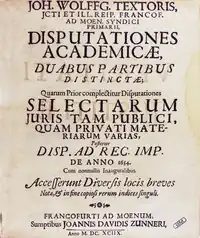 JOH. WOLFFG. TEXTORIS,
JCTI ET ILL. REIP. FRANCOF.
AD MOEN. SYNDICI
PRIMARII,
DISPUTATIONES
ACADEMICÆ,
DUABUS PARTIBUS
DISTINCTÆ,
Quarum Prior complectitur Disputationes
SELECTARUM
JURIS TAM PUBLICI,
QUAM PRIVATI MATE-
RIARUM VARIAS,
Posterior
DISP. AD REC. IMP.
DE ANNO 1654.
Cum nonnullis Inauguralibus
Accesserunt Diversis locis breves
Notæ, & in fine copiosi rerum indices singuli.
FRANCOFURTI AD MOENUM,
Sumptibus JOANNIS DAVIDIS ZUNNERI,
Anno M. DC. XCIIX.